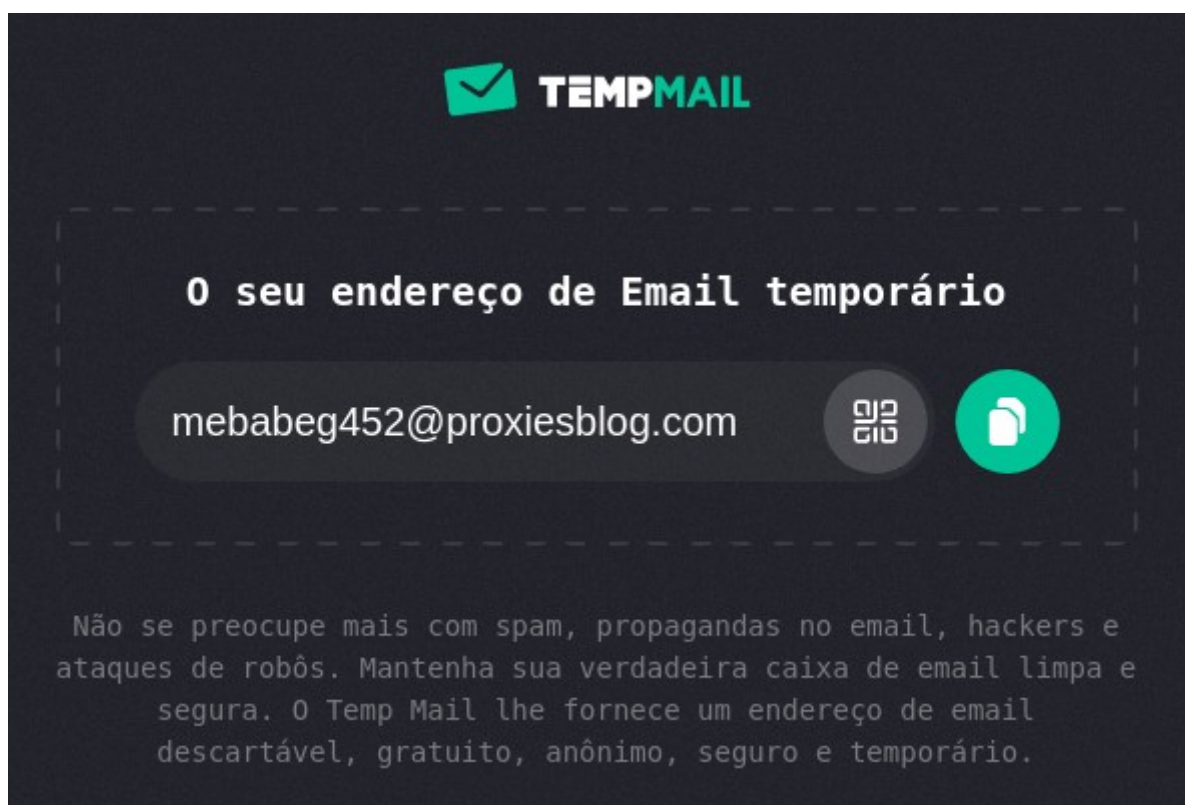 TEMPMAIL
O seu endereço de Email temporário
mebabeg452@proxiesblog.com
Não se preocupe mais com spam, propagandas no email, hackers e
ataques de robôs. Mantenha sua verdadeira caixa de email limpa e
segura. O Temp Mail lhe fornece um endereço de email
descartável, gratuito, anônimo, seguro e temporário.